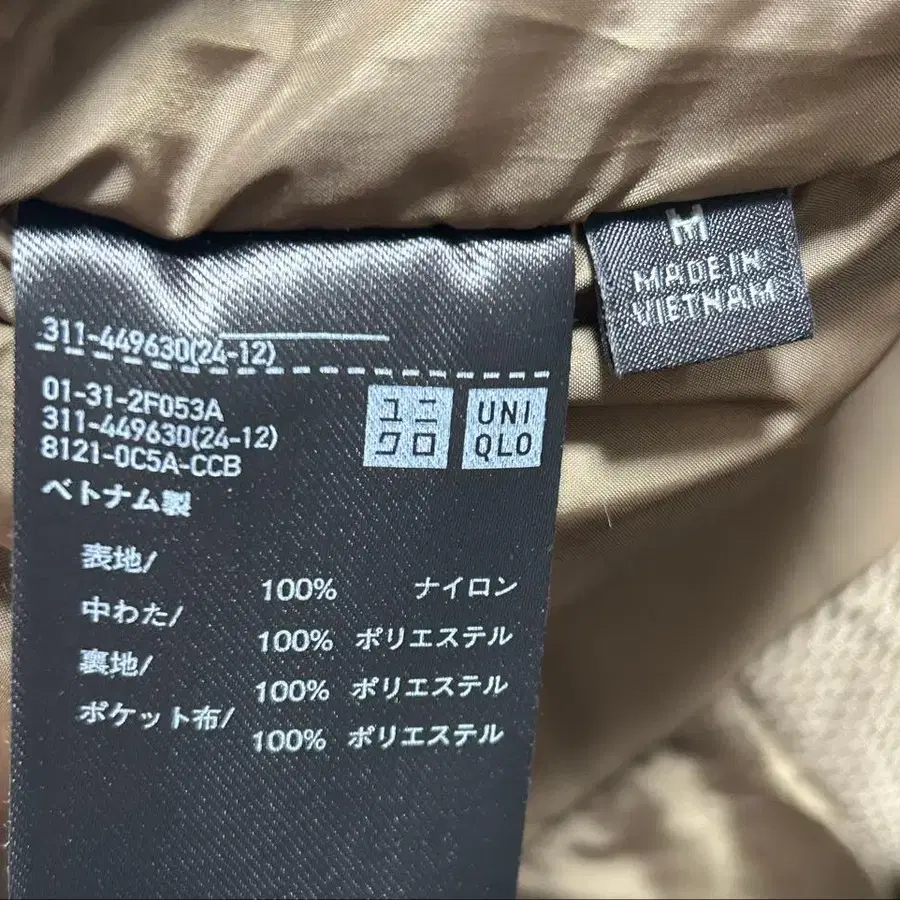 M
MADE IN
VIETNAM
311-449630(24-12)
01-31-2F053A
311-449630(24-12)
8121-0C5A-CCB
ベトナム製
ユニ
クロ
UNI
QLO
表地/
100% ナイロン
中わた/
100% ポリエステル
裏地/
100% ポリエステル
ポケット布/
100% ポリエステル